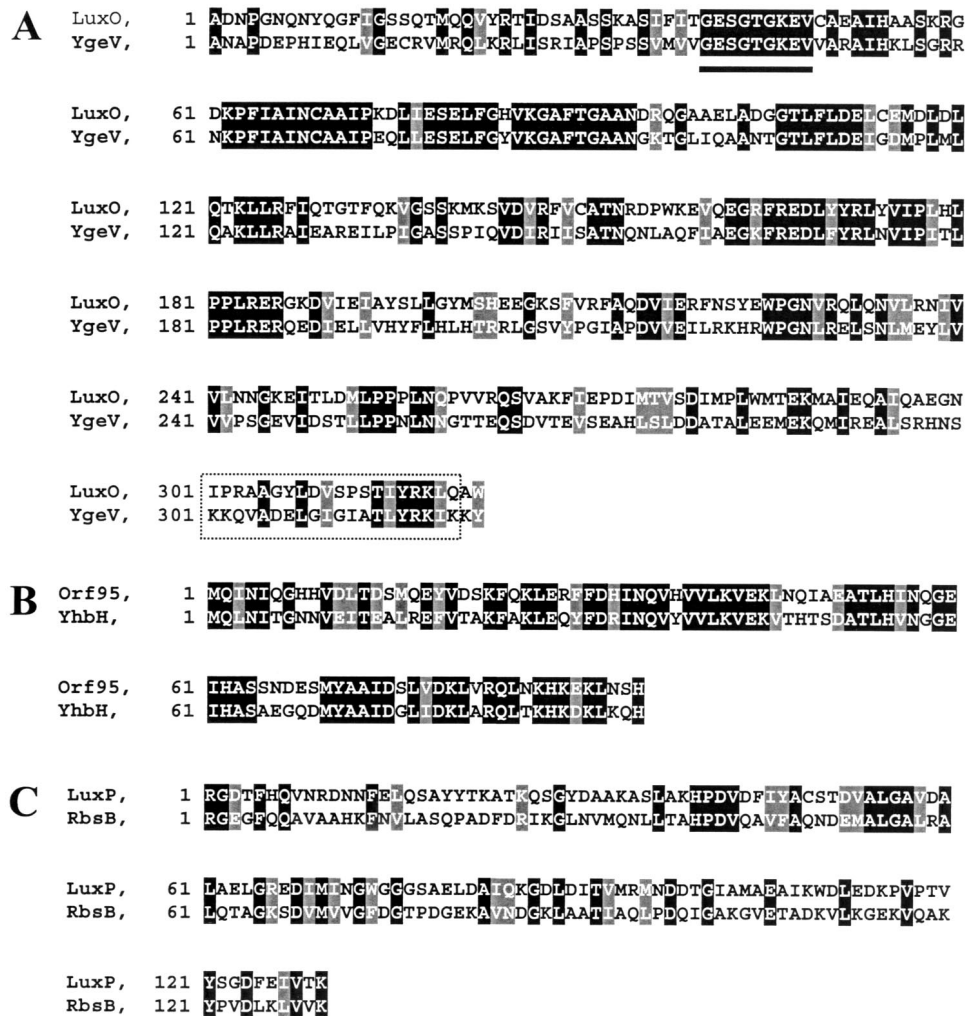 A
LuxO, 1 ADNPGNQNYQGFIGSSQTMQQVYRTIDSAASSKASIFITGESGTGKEVCAEAIHAASKRG
YgeV, 1 ANAPDEPHIEQLVGECRVMRQLKRLISRIAPSPSSVMVVGESGTGKEVVARAIHKLSGRR
LuxO, 61 DKPFIAINCAAIPKDLIESELFGHVKGAFTGAANDRQGAAELADGGTLFLDELCEMDLDL
YgeV, 61 NKPFIAINCAAIPEQLLESELFGYVKGAFTGAANGKTGLIQAANTGTLFLDEIGDMPLML
LuxO, 121 QTKLLRFIQTGTFQKVGSSKMKSVDVRFVCATNRDPWKEVQEGRFREDLYYRLYVIPLHL
YgeV, 121 QAKLLRAIEAREILPIGASSPIQVDIRIISATNQNLAQFIAEGKFREDLFYRLNVIPITL
LuxO, 181 PPLRERGKDVIEIAYSLLGYMSHEEGKSFVRFAQDVIERFNSYEWPGNVRQLQNVLRNIV
YgeV, 181 PPLRERQEDIELLVHYFLHLHTRRLGSVYPGIAPDVVEILRKHRWPGNLRELSNLMEYLV
LuxO, 241 VLNNGKEITLDMLPPPLNQPVVRQSVAKFIEPDIMTVSDIMPLWMTEKMAIEQAIQAEGN
YgeV, 241 VVPSGEVIDSTLLPPNLNNGTTEQSDVTEVSEAHLSLDDATALEEMEKQMIREALSRHNS
LuxO, 301 IPRAAGYLDVSPSTIYRKLQAW
YgeV, 301 KKQVADELGIGIATLYRKIKKY
B
Orf95, 1 MQINIQGHHVDLTDSMQEYVDSKFQKLERFFDHINQVHVVLKVEKLNQIAEATLHINQGE
YhbH, 1 MQLNITGNNVEITEALREFVTAKFAKLEQYFDRINQVYVVLKVEKVTHTSDATLHVNGGE
Orf95, 61 IHASSNDESMYAAIDSLVDKLVRQLNKHKEKLNSH
YhbH, 61 IHASAEGQDMYAAIDGLIDKLARQLTKHKDKLKQH
C
LuxP, 1 RGDTFHQVNRDNNFELQSAYYTKATKQSGYDAAKASLAKHPDVDFIYACSTDVALGAVDA
RbsB, 1 RGEGFQQAVAAHKFNVLASQPADFDRIKGLNVMQNLLTAHPDVQAVFAQNDEMALGALRA
LuxP, 61 LAELGREDIMINGWGGGSAELDAIQKGDLDITVMRMNDDTGIAMAEAIKWDLEDKPVPTV
RbsB, 61 LQTAGKSDVMVVGFDGTPDGEKAVNDGKLAATIAQLPDQIGAKGVETADKVLKGEKVQAK
LuxP, 121 YSGDFEIVTK
RbsB, 121 YPVDLKLVVK